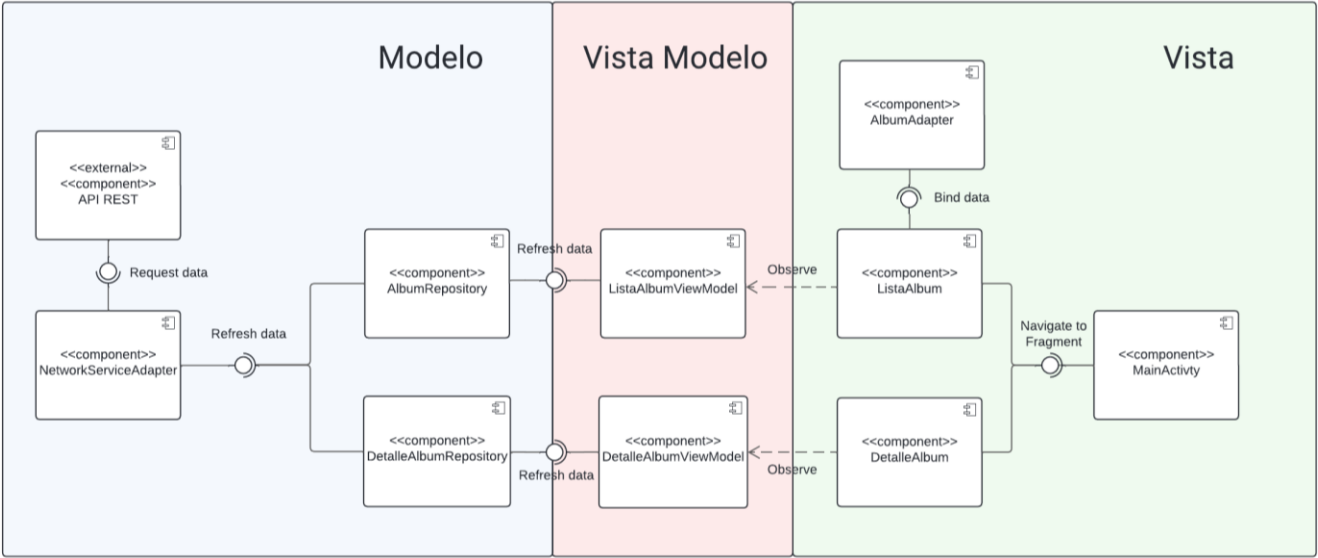 Modelo
Vista Modelo
Vista
<<component>>
AlbumAdapter
<<external>>
<<component>>
API REST
Bind data
Request data
Refresh data
<<component>>
AlbumRepository
<<component>>
ListaAlbumViewModel
Observe
<<component>>
ListaAlbum
Refresh data
Navigate to
Fragment
<<component>>
NetworkServiceAdapter
<<component>>
MainActivty
<<component>>
DetalleAlbumRepository
<<component>>
DetalleAlbumViewModel
<<component>>
DetalleAlbum
Refresh data
Observe